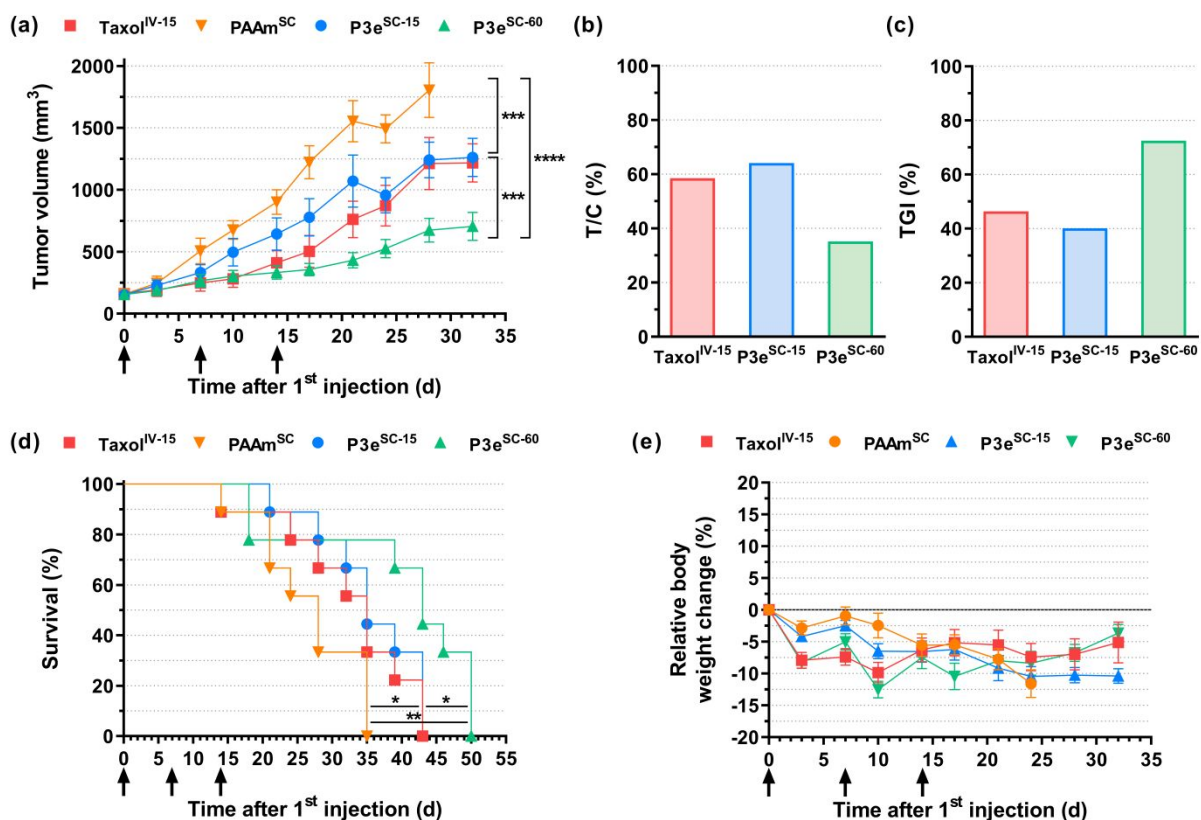 (a) Taxol^IV-15 PAAm^SC P3e^SC-15 P3e^SC-60
Tumor volume (mm³)
2000
1500
1000
500
0
***
***
****
0 5 10 15 20 25 30 35
Time after 1^st injection (d)
(b)
T/C (%)
100
80
60
40
20
0
Taxol^IV-15 P3e^SC-15 P3e^SC-60
(c)
TGI (%)
100
80
60
40
20
0
Taxol^IV-15 P3e^SC-15 P3e^SC-60
(d) Taxol^IV-15 PAAm^SC P3e^SC-15 P3e^SC-60
Survival (%)
100
80
60
40
20
0
* *
**
0 5 10 15 20 25 30 35 40 45 50 55
Time after 1^st injection (d)
(e) Taxol^IV-15 PAAm^SC P3e^SC-15 P3e^SC-60
Relative body
weight change (%)
20
15
10
5
0
-5
-10
-15
-20
0 5 10 15 20 25 30 35
Time after 1^st injection (d)